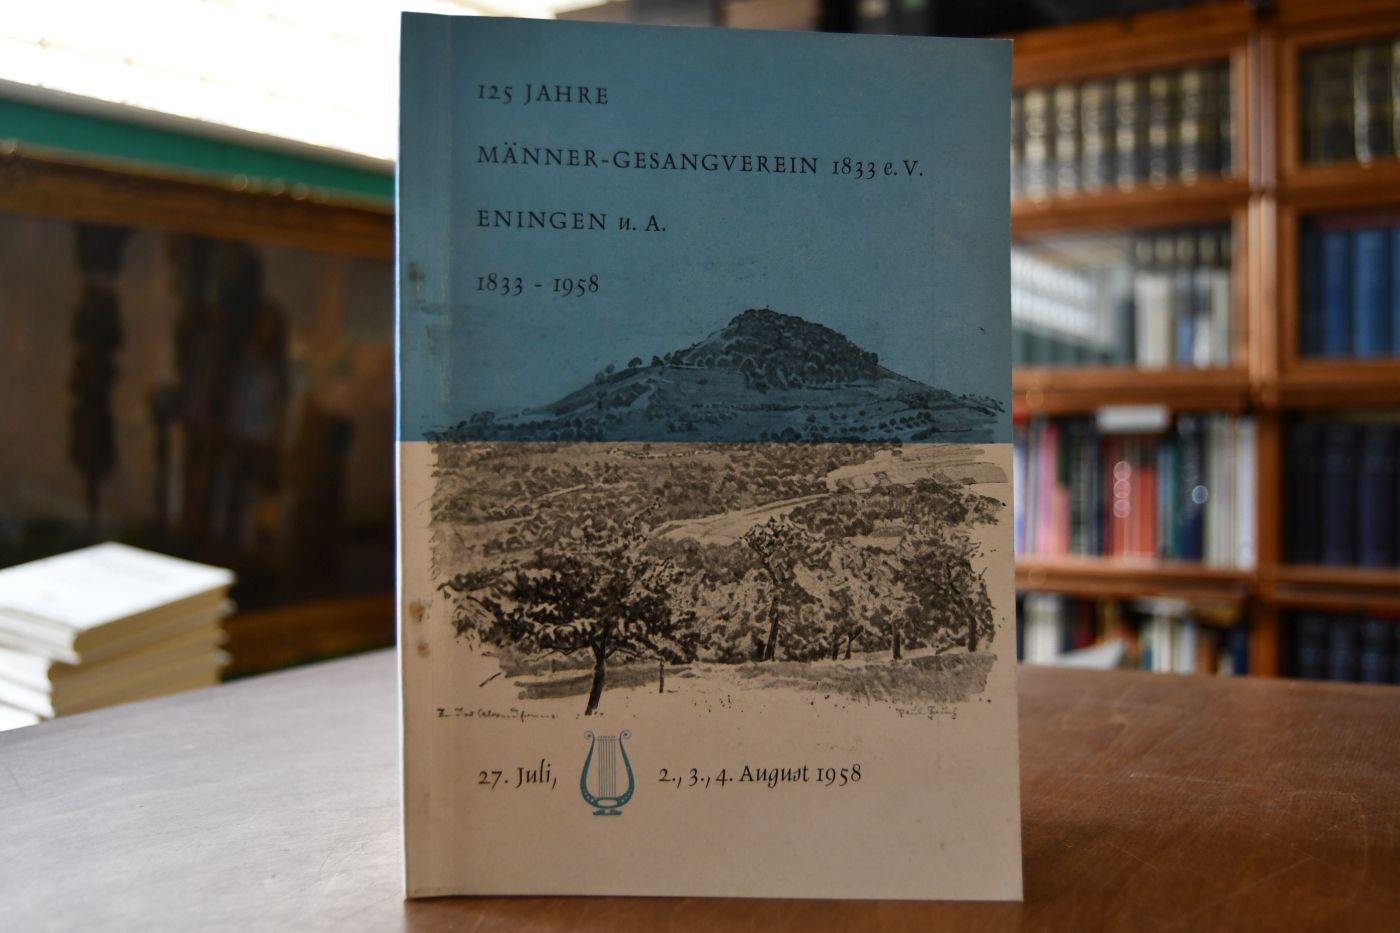 125 JAHRE
MÄNNER-GESANGVEREIN 1833 e. V.
ENINGEN u. A.
1833 - 1958
27. Juli, 2., 3., 4. August 1958